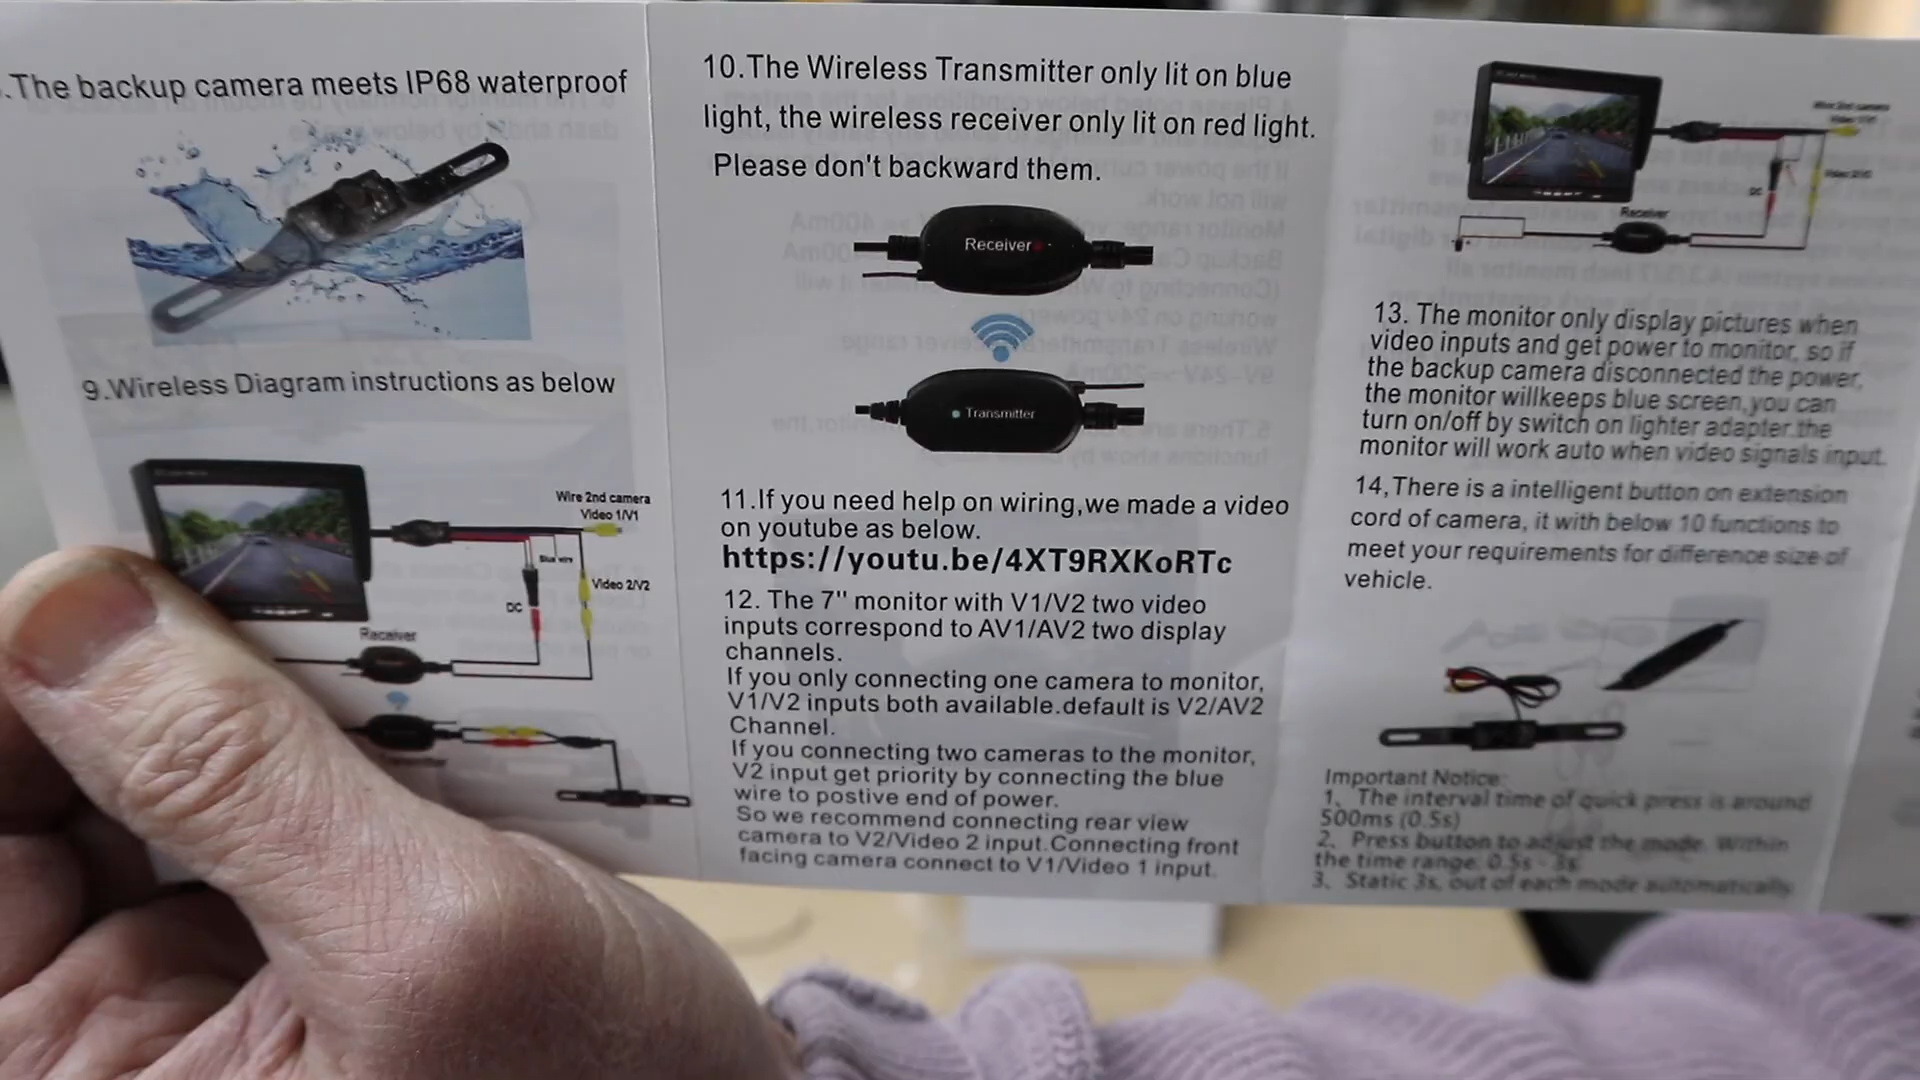 .The backup camera meets IP68 waterproof
9.Wireless Diagram instructions as below
Wire 2nd camera
Video 1/V1
Blue wire
Video 2/V2
DC
Receiver
10.The Wireless Transmitter only lit on blue
light, the wireless receiver only lit on red light.
Please don't backward them.
Receiver
Transmitter
11.If you need help on wiring,we made a video
on youtube as below.
https://youtu.be/4XT9RXKoRTc
12. The 7" monitor with V1/V2 two video
inputs correspond to AV1/AV2 two display
channels.
If you only connecting one camera to monitor,
V1/V2 inputs both available.default is V2/AV2
Channel.
If you connecting two cameras to the monitor,
V2 input get priority by connecting the blue
wire to postive end of power.
So we recommend connecting rear view
camera to V2/Video 2 input.Connecting front
facing camera connect to V1/Video 1 input.
Wire 2nd camera
DC
Receiver
13. The monitor only display pictures when
video inputs and get power to monitor, so if
the backup camera disconnected the power,
the monitor willkeeps blue screen,you can
turn on/off by switch on lighter adapter.the
monitor will work auto when video signals input.
14,There is a intelligent button on extension
cord of camera, it with below 10 functions to
meet your requirements for difference size of
vehicle.
Important Notice:
1、The interval time of quick press is around
500ms (0.5s)
2、Press button to adjust the mode. Within
the time range: 0.5s - 3s
3、Static 3s, out of each mode automatically